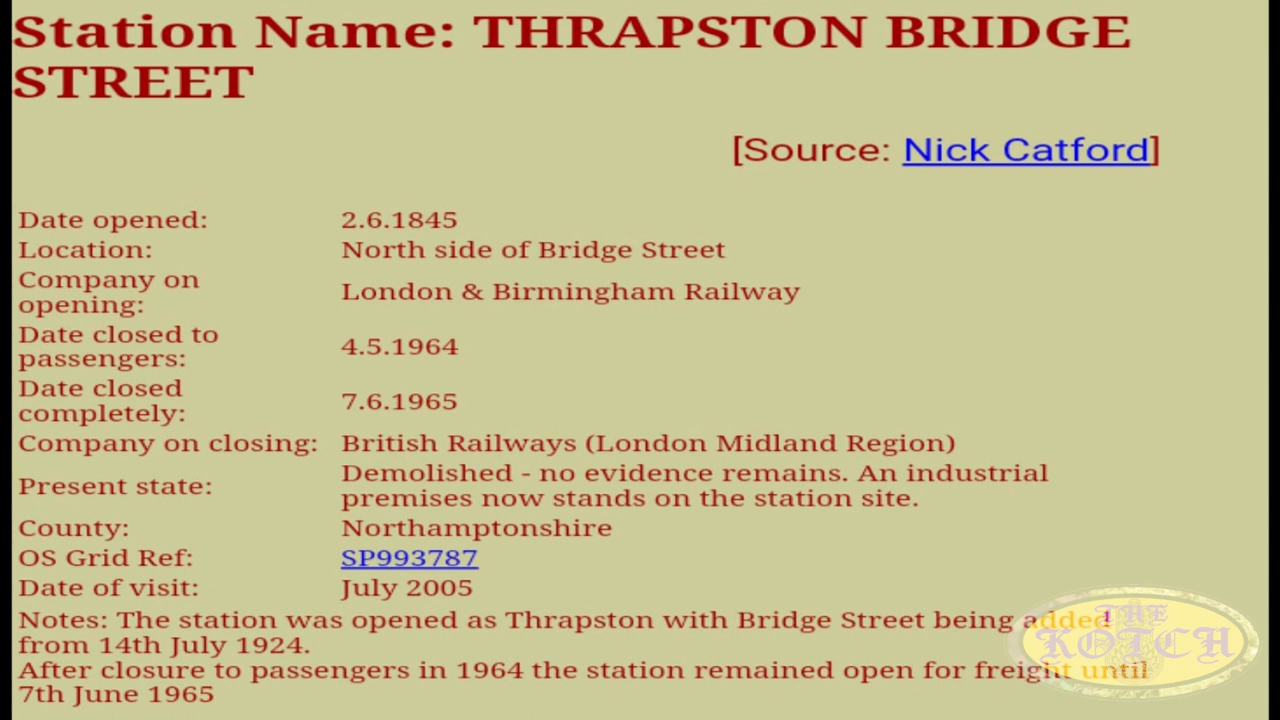 Station Name: THRAPSTON BRIDGE
STREET
[Source: Nick Catford]
Date opened: 2.6.1845
Location: North side of Bridge Street
Company on
opening: London & Birmingham Railway
Date closed to
passengers: 4.5.1964
Date closed
completely: 7.6.1965
Company on closing: British Railways (London Midland Region)
Present state: Demolished - no evidence remains. An industrial
premises now stands on the station site.
County: Northamptonshire
OS Grid Ref: SP993787
Date of visit: July 2005
Notes: The station was opened as Thrapston with Bridge Street being added
from 14th July 1924.
After closure to passengers in 1964 the station remained open for freight until
7th June 1965
THE
KOTCH